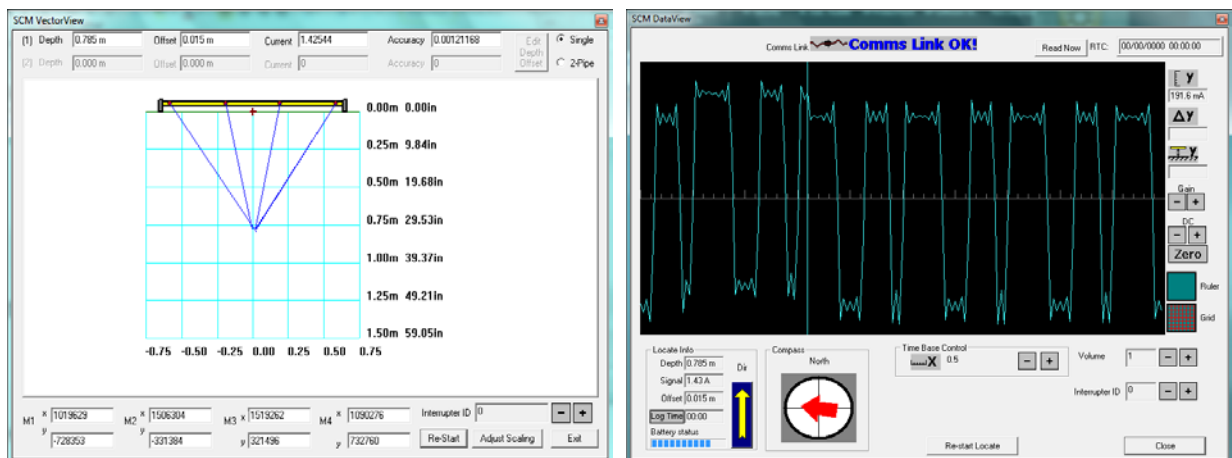 SCM VectorView
(1) Depth 0.785 m Offset 0.015 m Current 1.42544 Accuracy 0.00121168 Edit Depth Offset Single
(2) Depth 0.000 m Offset 0.000 m Current 0 Accuracy 0 2-Pipe
0.00m 0.00in
0.25m 9.84in
0.50m 19.68in
0.75m 29.53in
1.00m 39.37in
1.25m 49.21in
1.50m 59.05in
-0.75 -0.50 -0.25 0.00 0.25 0.50 0.75
M1 x 1019629 M2 x 1506304 M3 x 1519262 M4 x 1090276 Interrupter ID 0 - +
y -728353 y -331384 y 321496 y 732760 Re-Start Adjust Scaling Exit
SCM DataView
Comms Link Comms Link OK! Read Now RTC: 00/00/0000 00:00:00
y
191.6 mA
Δy
y
Gain
- +
DC
- +
Zero
Ruler
Grid
Locate Info
Depth 0.785 m
Signal 1.43 A
Offset 0.015 m
Log Time 00:00
Battery status
Dir
Compass
North
Time Base Control
X 0.5 - +
Volume 1 - +
Interrupter ID 0 - +
Re-start Locate Close